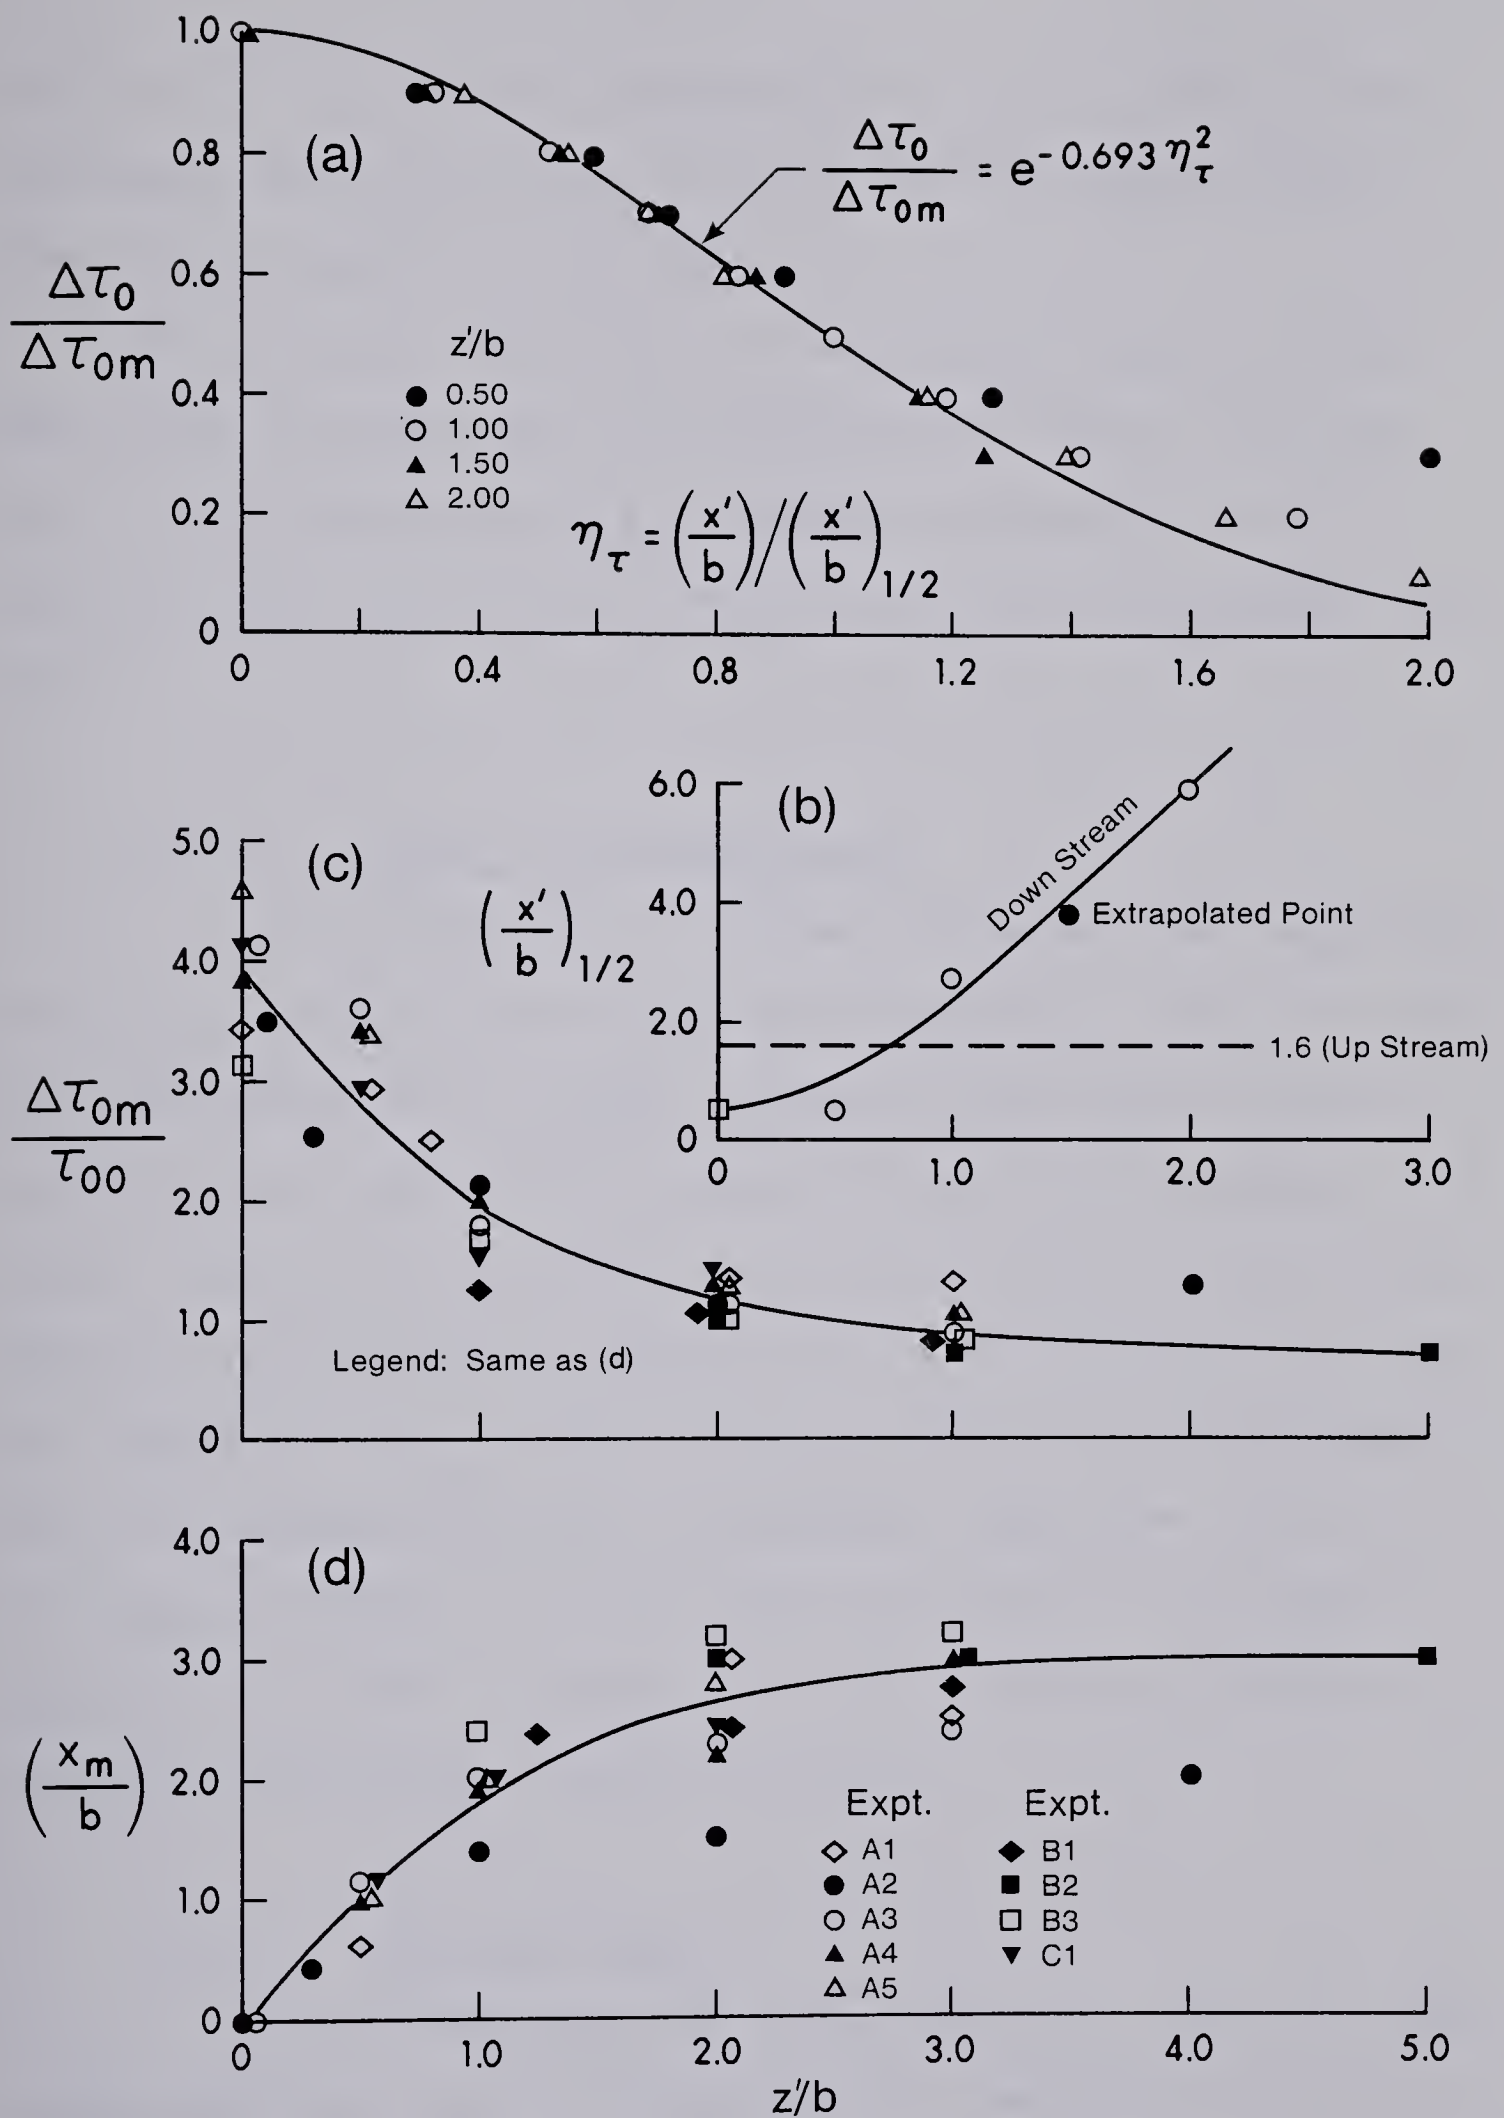 (a)
Δτ₀/Δτ₀ₘ = e^(-0.693 η_τ²)
Δτ₀/Δτ₀ₘ
1.0
0.8
0.6
0.4
0.2
0
z'/b
● 0.50
○ 1.00
▲ 1.50
△ 2.00
η_τ = (x'/b)/(x'/b)_1/2
0 0.4 0.8 1.2 1.6 2.0
(b)
(x'/b)_1/2
6.0
4.0
2.0
0
Down Stream
● Extrapolated Point
1.6 (Up Stream)
0 1.0 2.0 3.0
(c)
Δτ₀ₘ/τ₀₀
5.0
4.0
3.0
2.0
1.0
0
Legend: Same as (d)
(d)
(xₘ/b)
4.0
3.0
2.0
1.0
0
Expt. Expt.
◇ A1 ◆ B1
● A2 ■ B2
○ A3 □ B3
▲ A4 ▼ C1
△ A5
0 1.0 2.0 3.0 4.0 5.0
z'/b